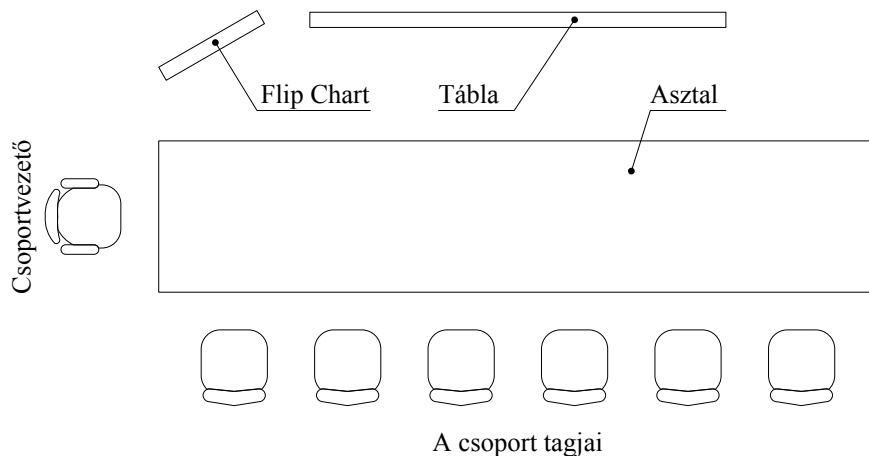 Flip Chart
Tábla
Asztal
Csoportvezető
A csoport tagjai